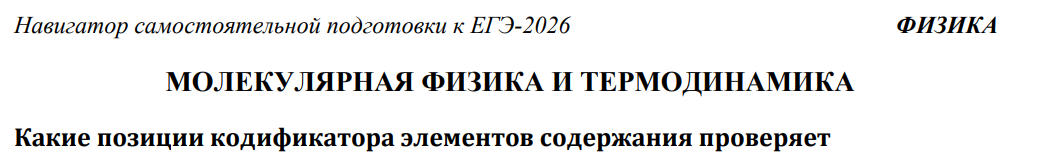 Навигатор самостоятельной подготовки к ЕГЭ-2026 ФИЗИКА
МОЛЕКУЛЯРНАЯ ФИЗИКА И ТЕРМОДИНАМИКА
Какие позиции кодификатора элементов содержания проверяет